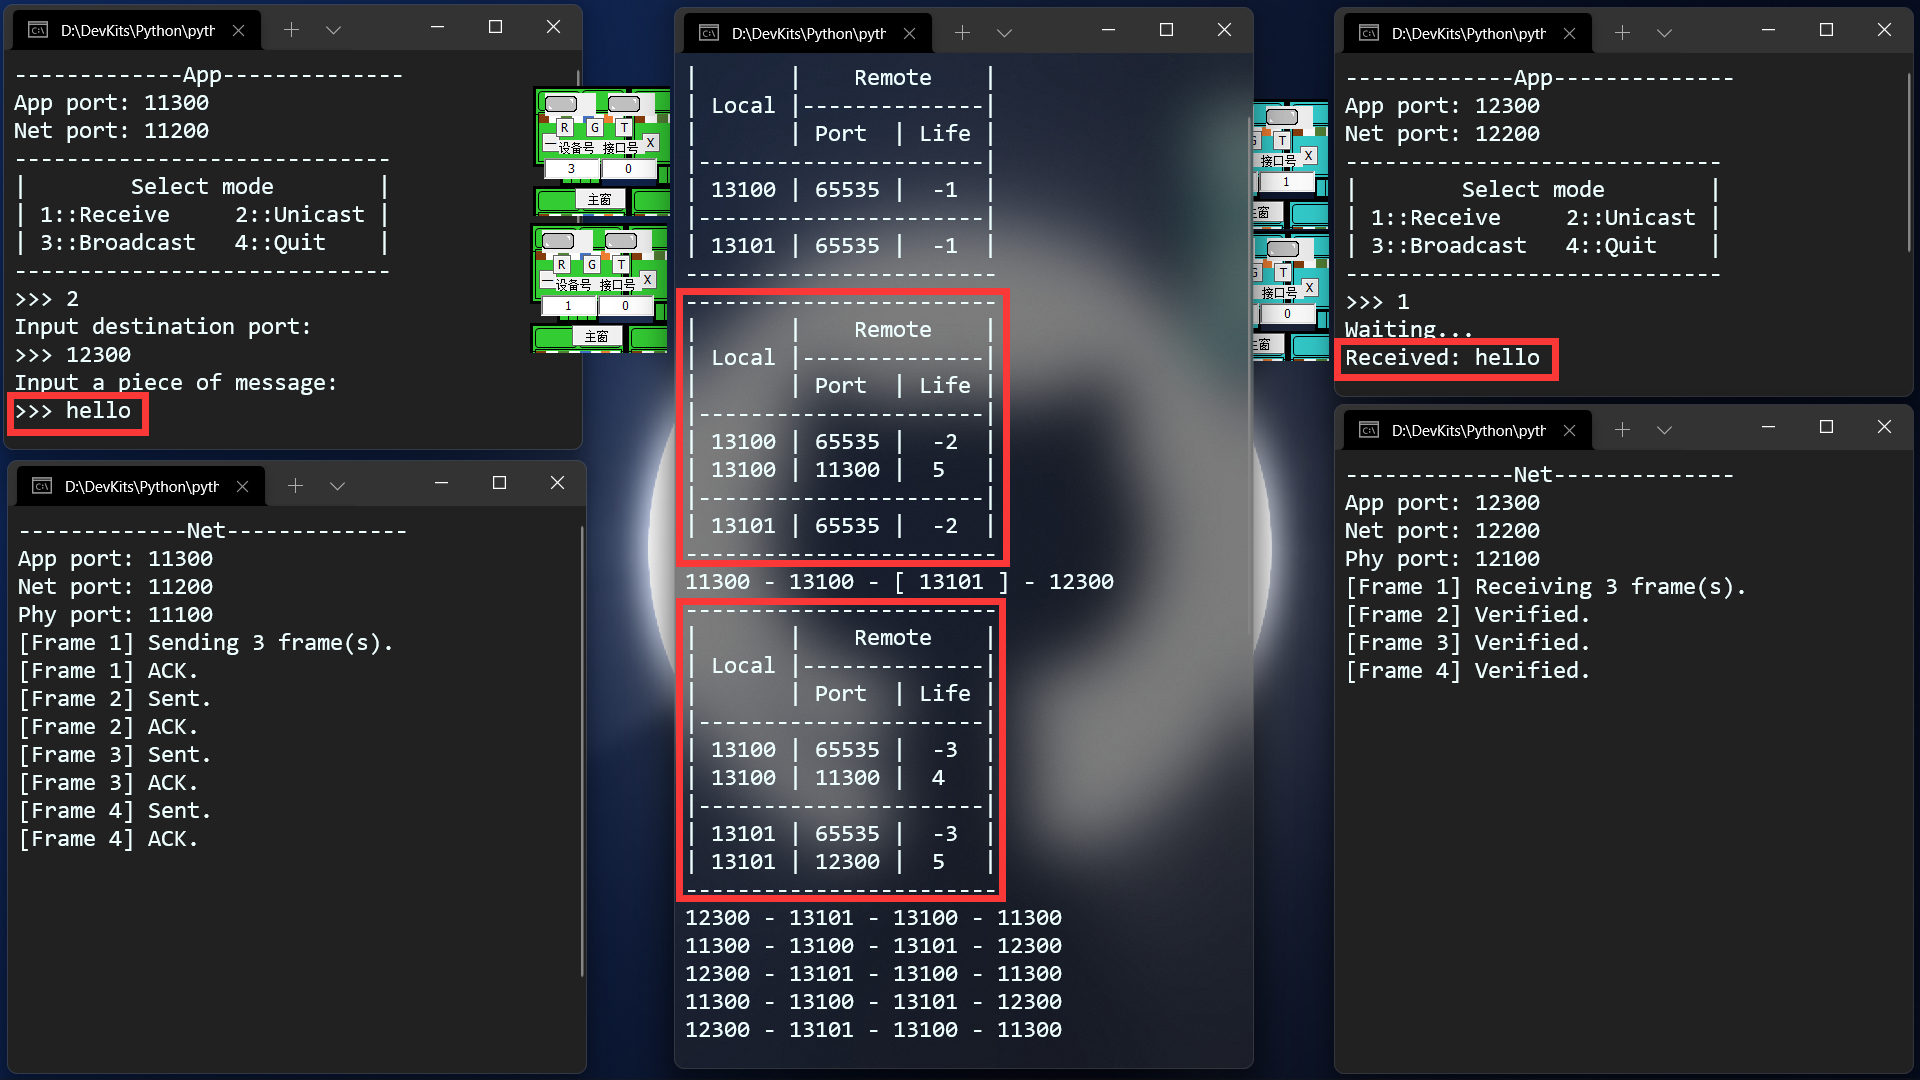 D:\DevKits\Python\pyth
-------------App--------------
App port: 11300
Net port: 11200
-----------------------------
|        Select mode        |
| 1::Receive     2::Unicast |
| 3::Broadcast   4::Quit    |
-----------------------------
>>> 2
Input destination port:
>>> 12300
Input a piece of message:
>>> hello
D:\DevKits\Python\pyth
-------------Net--------------
App port: 11300
Net port: 11200
Phy port: 11100
[Frame 1] Sending 3 frame(s).
[Frame 1] ACK.
[Frame 2] Sent.
[Frame 2] ACK.
[Frame 3] Sent.
[Frame 3] ACK.
[Frame 4] Sent.
[Frame 4] ACK.
R G T X
设备号 接口号
3 0
主窗
R G T X
设备号 接口号
1 0
主窗
D:\DevKits\Python\pyth
|       |    Remote    |
| Local |--------------|
|       | Port  | Life |
|----------------------|
| 13100 | 65535 |  -1  |
|----------------------|
| 13101 | 65535 |  -1  |
------------------------
------------------------
|       |    Remote    |
| Local |--------------|
|       | Port  | Life |
|----------------------|
| 13100 | 65535 |  -2  |
| 13100 | 11300 |  5   |
|----------------------|
| 13101 | 65535 |  -2  |
------------------------
11300 - 13100 - [ 13101 ] - 12300
------------------------
|       |    Remote    |
| Local |--------------|
|       | Port  | Life |
|----------------------|
| 13100 | 65535 |  -3  |
| 13100 | 11300 |  4   |
|----------------------|
| 13101 | 65535 |  -3  |
| 13101 | 12300 |  5   |
------------------------
12300 - 13101 - 13100 - 11300
11300 - 13100 - 13101 - 12300
12300 - 13101 - 13100 - 11300
11300 - 13100 - 13101 - 12300
12300 - 13101 - 13100 - 11300
G T X
接口号
1
主窗
G T X
接口号
0
主窗
D:\DevKits\Python\pyth
-------------App--------------
App port: 12300
Net port: 12200
-----------------------------
|        Select mode        |
| 1::Receive     2::Unicast |
| 3::Broadcast   4::Quit    |
-----------------------------
>>> 1
Waiting...
Received: hello
D:\DevKits\Python\pyth
-------------Net--------------
App port: 12300
Net port: 12200
Phy port: 12100
[Frame 1] Receiving 3 frame(s).
[Frame 2] Verified.
[Frame 3] Verified.
[Frame 4] Verified.